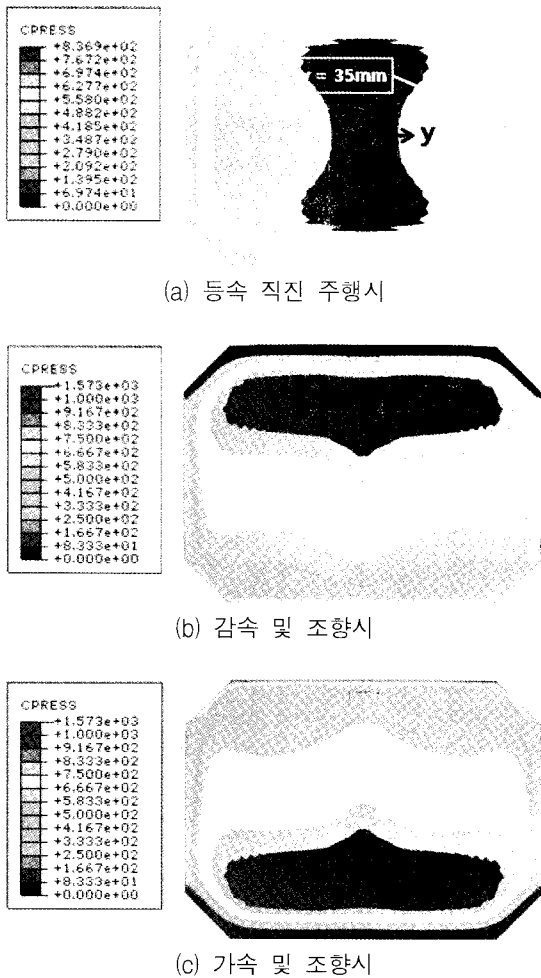 CPRESS
+8.369e+02
+7.672e+02
+6.974e+02
+6.277e+02
+5.580e+02
+4.882e+02
+4.185e+02
+3.487e+02
+2.790e+02
+2.092e+02
+1.395e+02
+6.974e+01
+0.000e+00
= 35mm
y
(a) 등속 직진 주행시
CPRESS
+1.573e+03
+1.000e+03
+9.167e+02
+8.333e+02
+7.500e+02
+6.667e+02
+5.833e+02
+5.000e+02
+4.167e+02
+3.333e+02
+2.500e+02
+1.667e+02
+8.333e+01
+0.000e+00
(b) 감속 및 조향시
CPRESS
+1.573e+03
+1.000e+03
+9.167e+02
+8.333e+02
+7.500e+02
+6.667e+02
+5.833e+02
+5.000e+02
+4.167e+02
+3.333e+02
+2.500e+02
+1.667e+02
+8.333e+01
+0.000e+00
(c) 가속 및 조향시